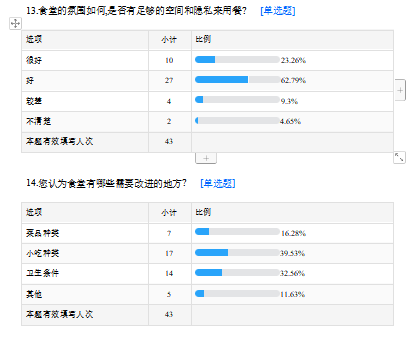 13.食堂的氛围如何,是否有足够的空间和隐私来用餐? [单选题]
选项 小计 比例
很好 10 23.26%
好 27 62.79%
较差 4 9.3%
不清楚 2 4.65%
本题有效填写人次 43
14.您认为食堂有哪些需要改进的地方? [单选题]
选项 小计 比例
菜品种类 7 16.28%
小吃种类 17 39.53%
卫生条件 14 32.56%
其他 5 11.63%
本题有效填写人次 43